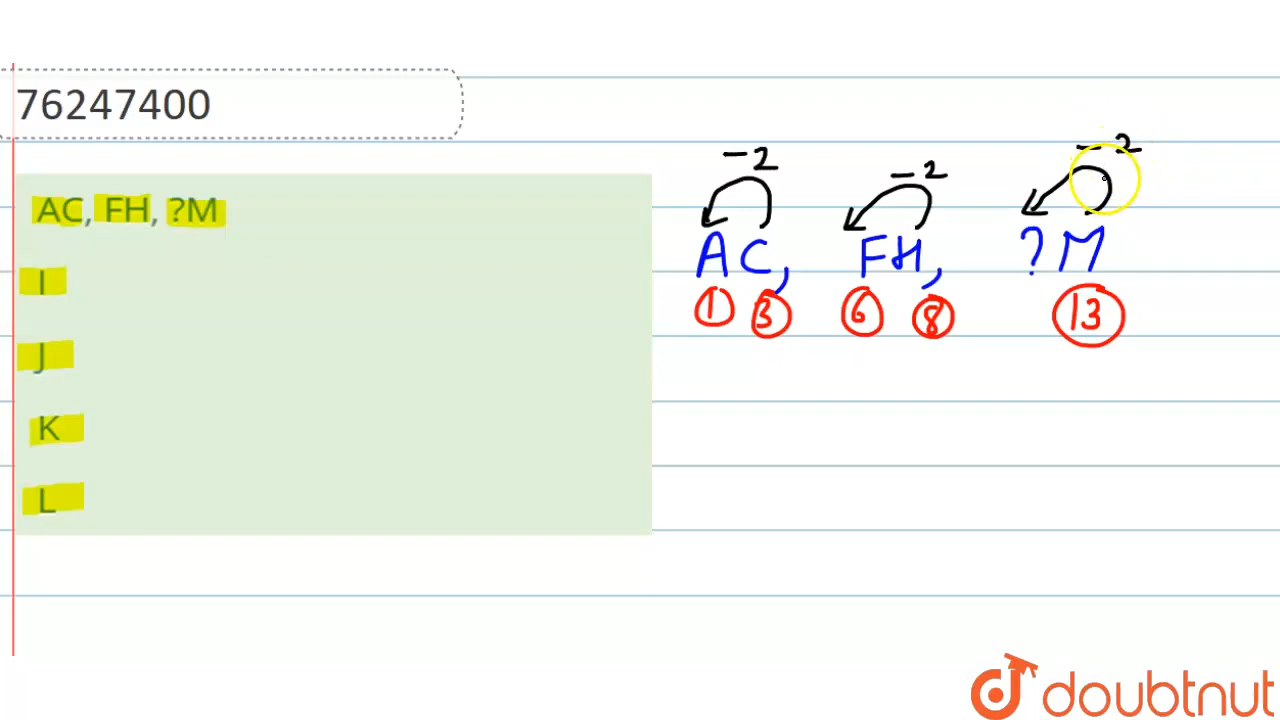 76247400
AC, FH, ?M
I
J
K
L
-2 -2 -2
AC, FH, ?M
1 3 6 8 13
doubtnut